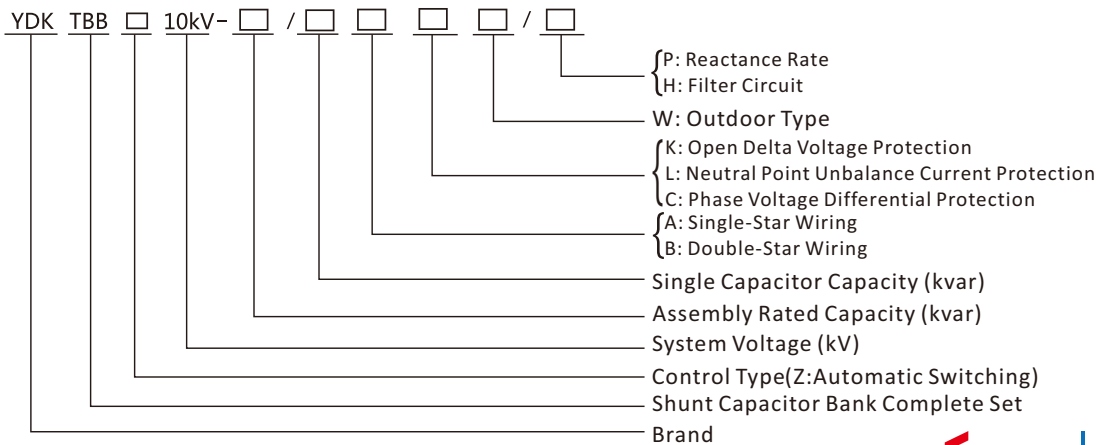 YDK TBB □ 10kV-□ /□ □ □ □ /□
P: Reactance Rate
H: Filter Circuit
W: Outdoor Type
K: Open Delta Voltage Protection
L: Neutral Point Unbalance Current Protection
C: Phase Voltage Differential Protection
A: Single-Star Wiring
B: Double-Star Wiring
Single Capacitor Capacity (kvar)
Assembly Rated Capacity (kvar)
System Voltage (kV)
Control Type(Z:Automatic Switching)
Shunt Capacitor Bank Complete Set
Brand